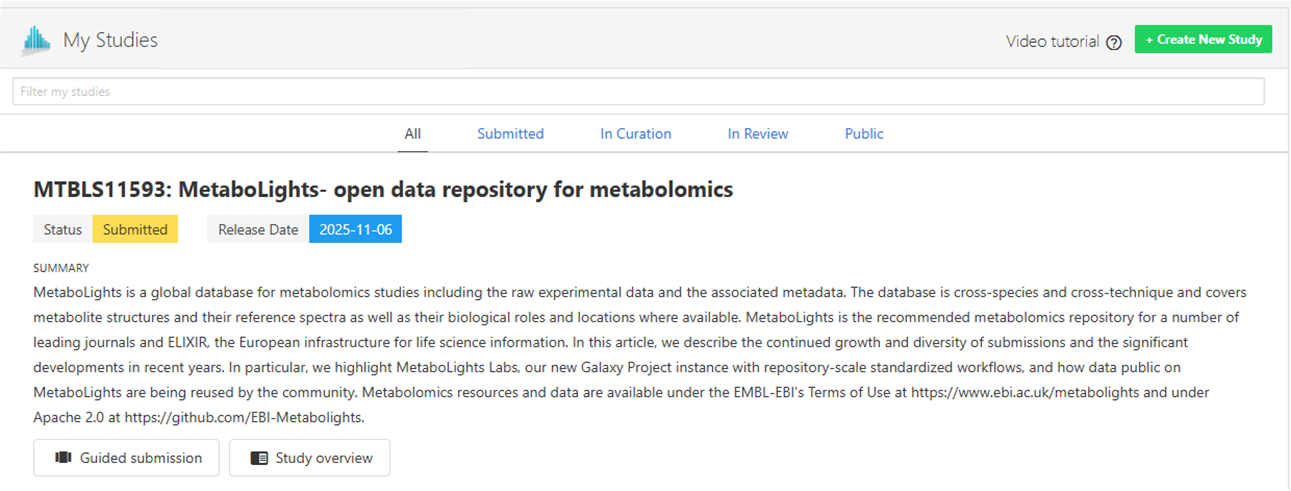 My Studies
Video tutorial ?
+ Create New Study
Filter my studies
All Submitted In Curation In Review Public
MTBLS11593: MetaboLights- open data repository for metabolomics
Status Submitted Release Date 2025-11-06
SUMMARY
MetaboLights is a global database for metabolomics studies including the raw experimental data and the associated metadata. The database is cross-species and cross-technique and covers
metabolite structures and their reference spectra as well as their biological roles and locations where available. MetaboLights is the recommended metabolomics repository for a number of
leading journals and ELIXIR, the European infrastructure for life science information. In this article, we describe the continued growth and diversity of submissions and the significant
developments in recent years. In particular, we highlight MetaboLights Labs, our new Galaxy Project instance with repository-scale standardized workflows, and how data public on
MetaboLights are being reused by the community. Metabolomics resources and data are available under the EMBL-EBI's Terms of Use at https://www.ebi.ac.uk/metabolights and under
Apache 2.0 at https://github.com/EBI-Metabolights.
Guided submission Study overview